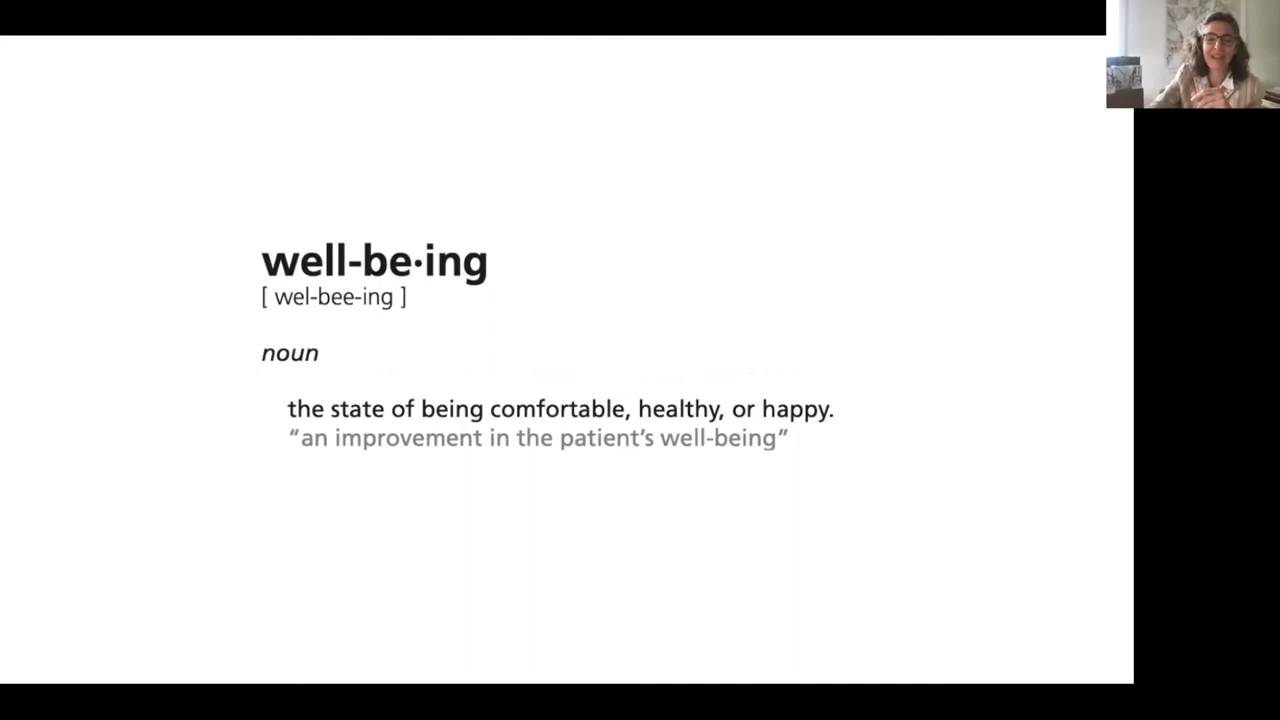 well-be·ing
[ wel-bee-ing ]
noun
the state of being comfortable, healthy, or happy.
“an improvement in the patient’s well-being”